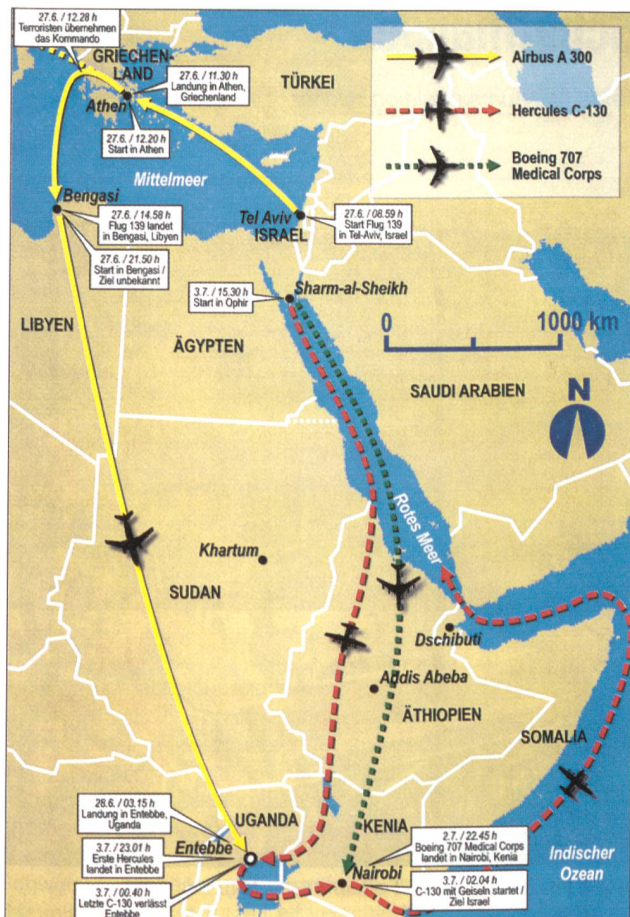 27.6. / 12.28 h
Terroristen übernehmen
das Kommando
GRIECHEN-
LAND
27.6. / 11.30 h
Landung in Athen,
Griechenland
TÜRKEI
Athen
27.6. / 12.20 h
Start in Athen
Airbus A 300
Hercules C-130
Boeing 707
Medical Corps
Mittelmeer
Bengasi
27.6. / 14.58 h
Flug 139 landet
in Bengasi, Libyen
27.6. / 21.50 h
Start in Bengasi /
Ziel unbekannt
Tel Aviv
ISRAEL
27.6. / 08.59 h
Start Flug 139
in Tel-Aviv, Israel
3.7. / 15.30 h
Start in Ophir
Sharm-al-Sheikh
LIBYEN
ÄGYPTEN
0 1000 km
SAUDI ARABIEN
N
Rotes Meer
Khartum
SUDAN
Dschibuti
Addis Abeba
ÄTHIOPIEN
SOMALIA
28.6. / 03.15 h
Landung in Entebbe,
Uganda
UGANDA
Entebbe
3.7. / 23.01 h
Erste Hercules
landet in Entebbe
3.7. / 00.40 h
Letzte C-130 verlässt
Entebbe
KENIA
Nairobi
2.7. / 22.45 h
Boeing 707 Medical Corps
landet in Nairobi, Kenia
3.7. / 02.04 h
C-130 mit Geiseln startet /
Ziel Israel
Indischer
Ozean